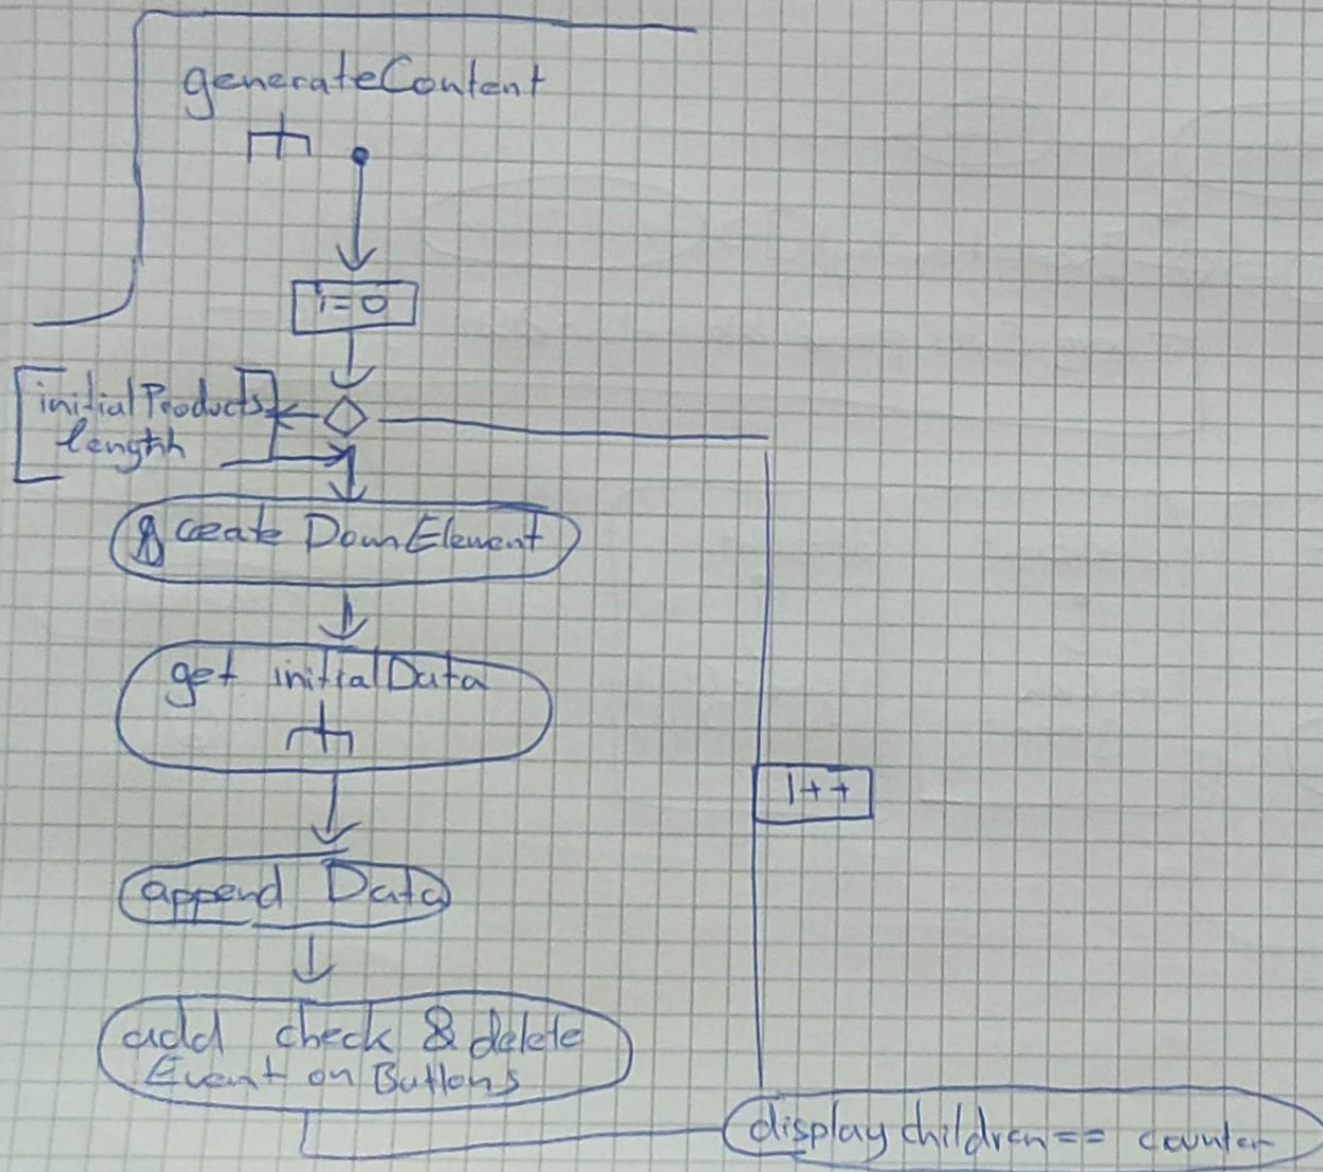 generateContent
i=0
initialProducts
length
create DomElement
get initialData
append Data
add check & delete
Event on Buttons
i++
display children == counter